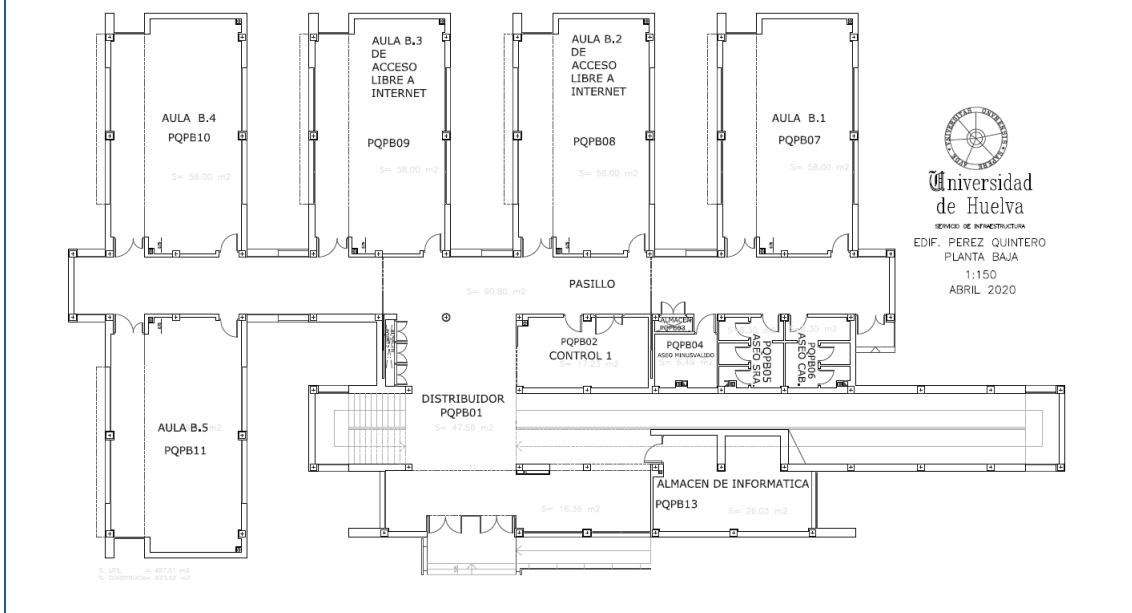 AULA B.4
PQPB10
S= 58.00 m2
AULA B.3
DE
ACCESO
LIBRE A
INTERNET
PQPB09
S= 58.00 m2
AULA B.2
DE
ACCESO
LIBRE A
INTERNET
PQPB08
S= 58.00 m2
AULA B.1
PQPB07
S= 58.00 m2
Universidad
de Huelva
SERVICIO DE INFRAESTRUCTURA
EDIF. PEREZ QUINTERO
PLANTA BAJA
1:150
ABRIL 2020
PASILLO
S= 90.80 m2
PQPB02
CONTROL 1
S= 17.23 m2
ALMACEN
PQPB03
PQPB04
ASEO MINUSVALIDO
PQPB05
ASEO SRA.
PQPB06
ASEO CAB.
DISTRIBUIDOR
PQPB01
S= 47.56 m2
AULA B.5
PQPB11
ALMACEN DE INFORMATICA
PQPB13
S= 26.03 m2
S= 16.36 m2